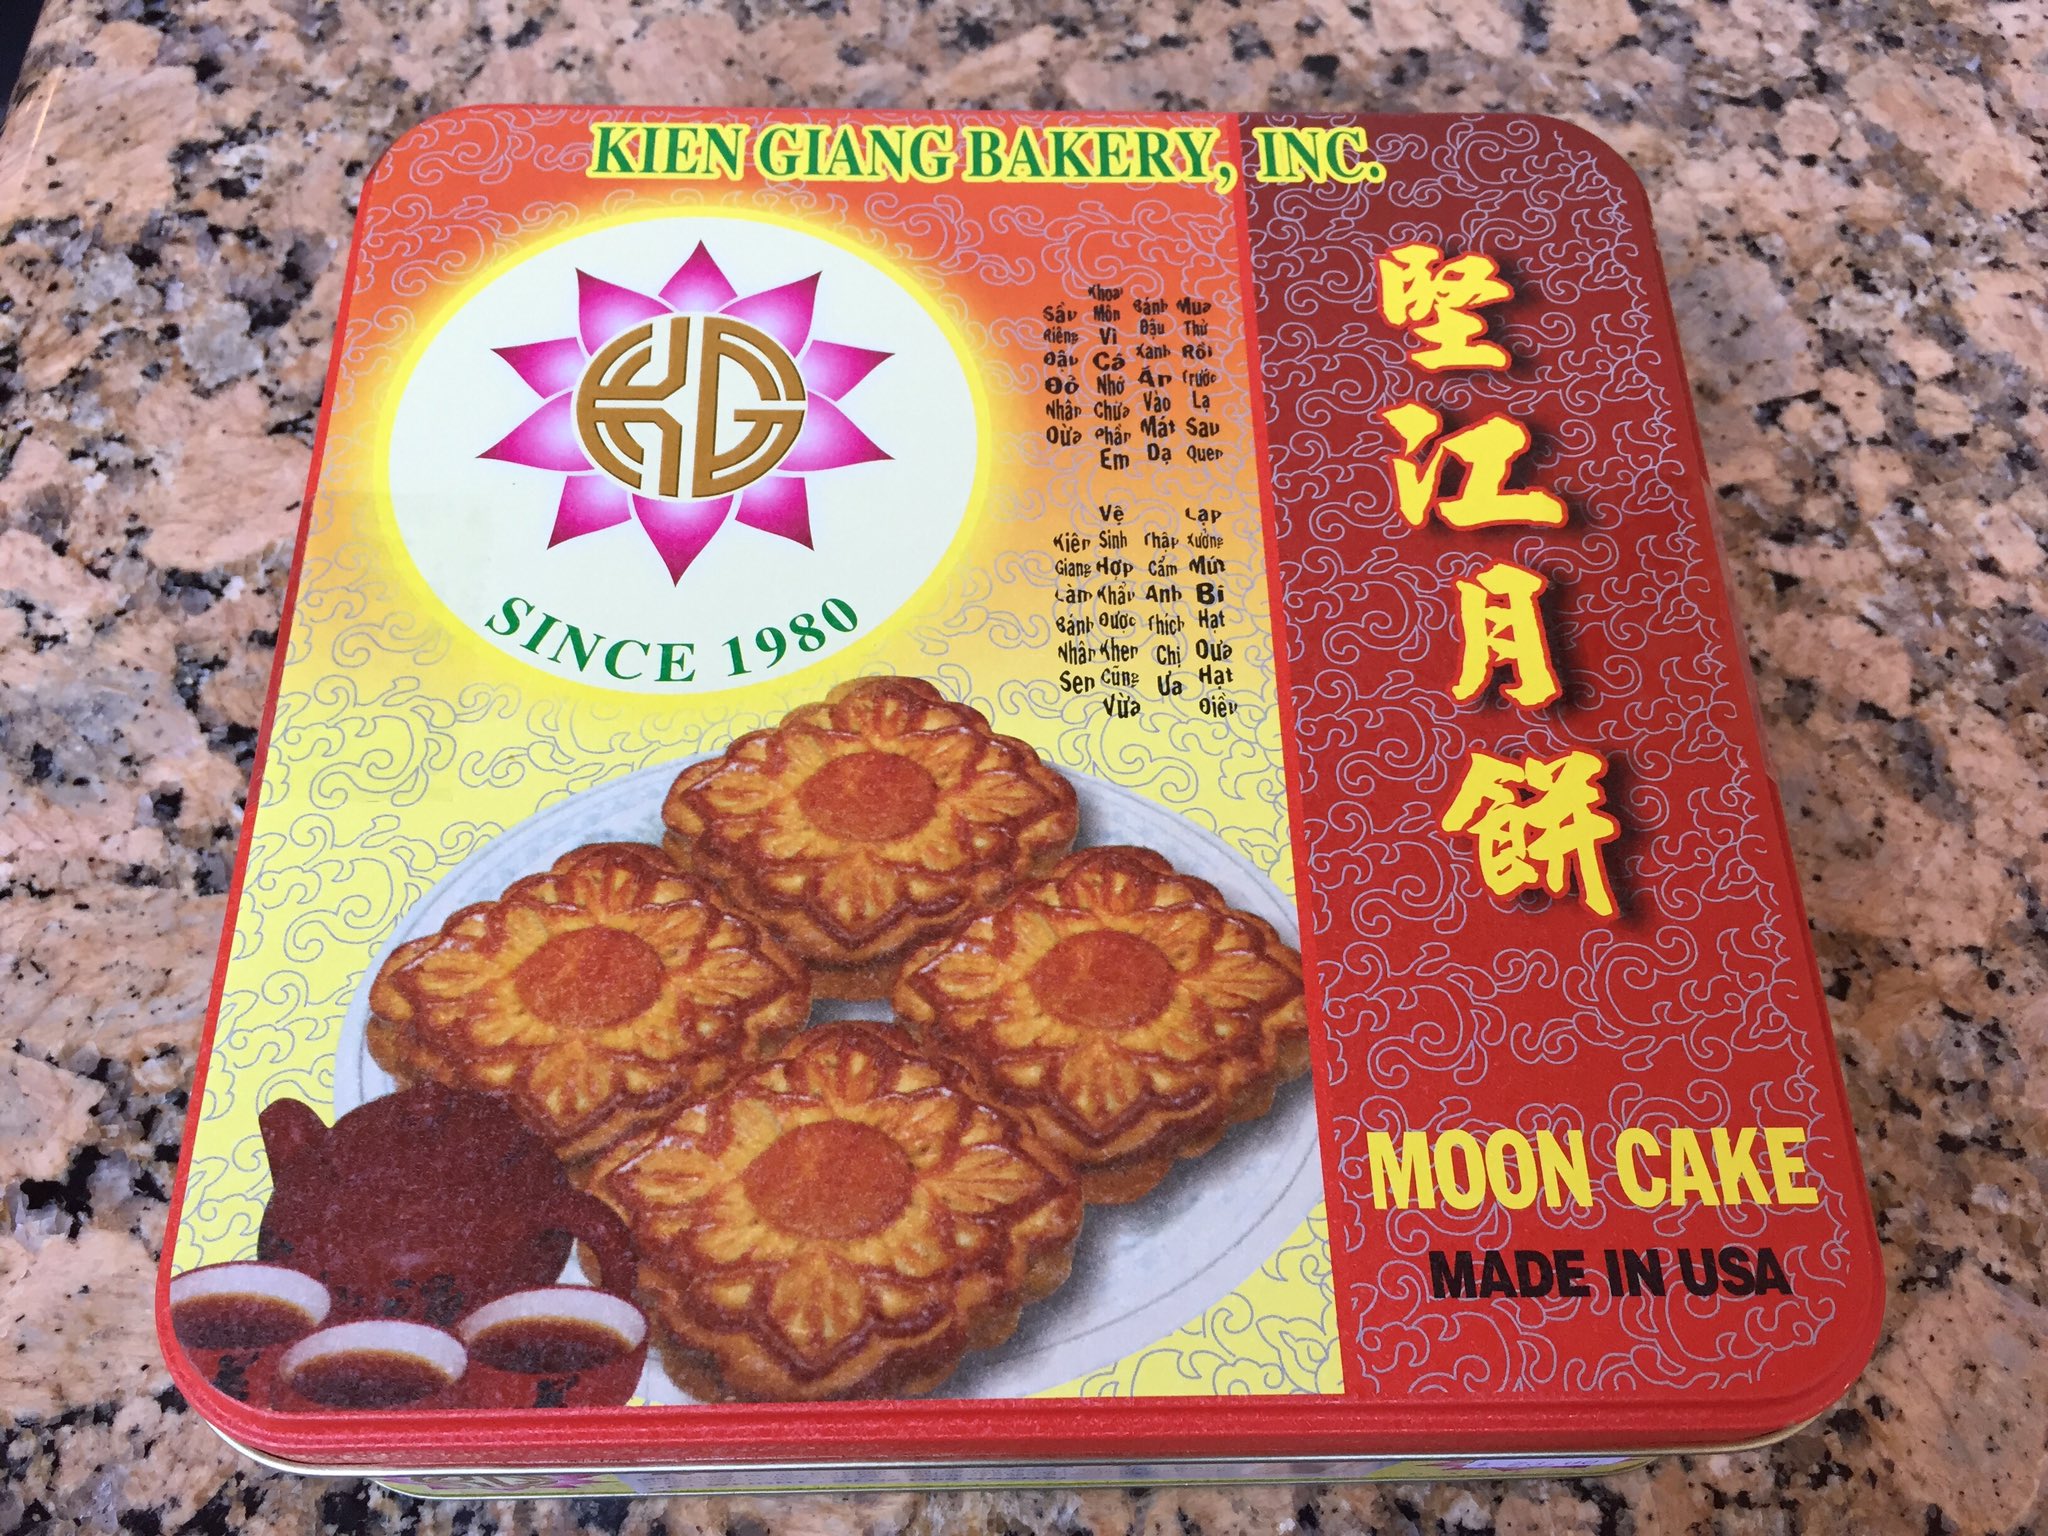 KIEN GIANG BAKERY, INC.
KG
SINCE 1980
Sầu Riêng Đậu Đỏ Nhân Dừa
Khoai Môn Vi Cá Nhớ Chừa Phần Em
Bánh Đậu Xanh Ăn Vào Mát Dạ
Mua Thử Rồi Trước Lạ Sau Quen
Kiên Giang Làm Bánh Nhân Sen
Vệ Sinh Hợp Khẩu Được Khen Cũng Vừa
Thập Cẩm Anh Thích Chị Ưa
Lạp Xưởng Mứt Bí Hạt Dưa Hạt Điều
堅江月餅
MOON CAKE
MADE IN USA